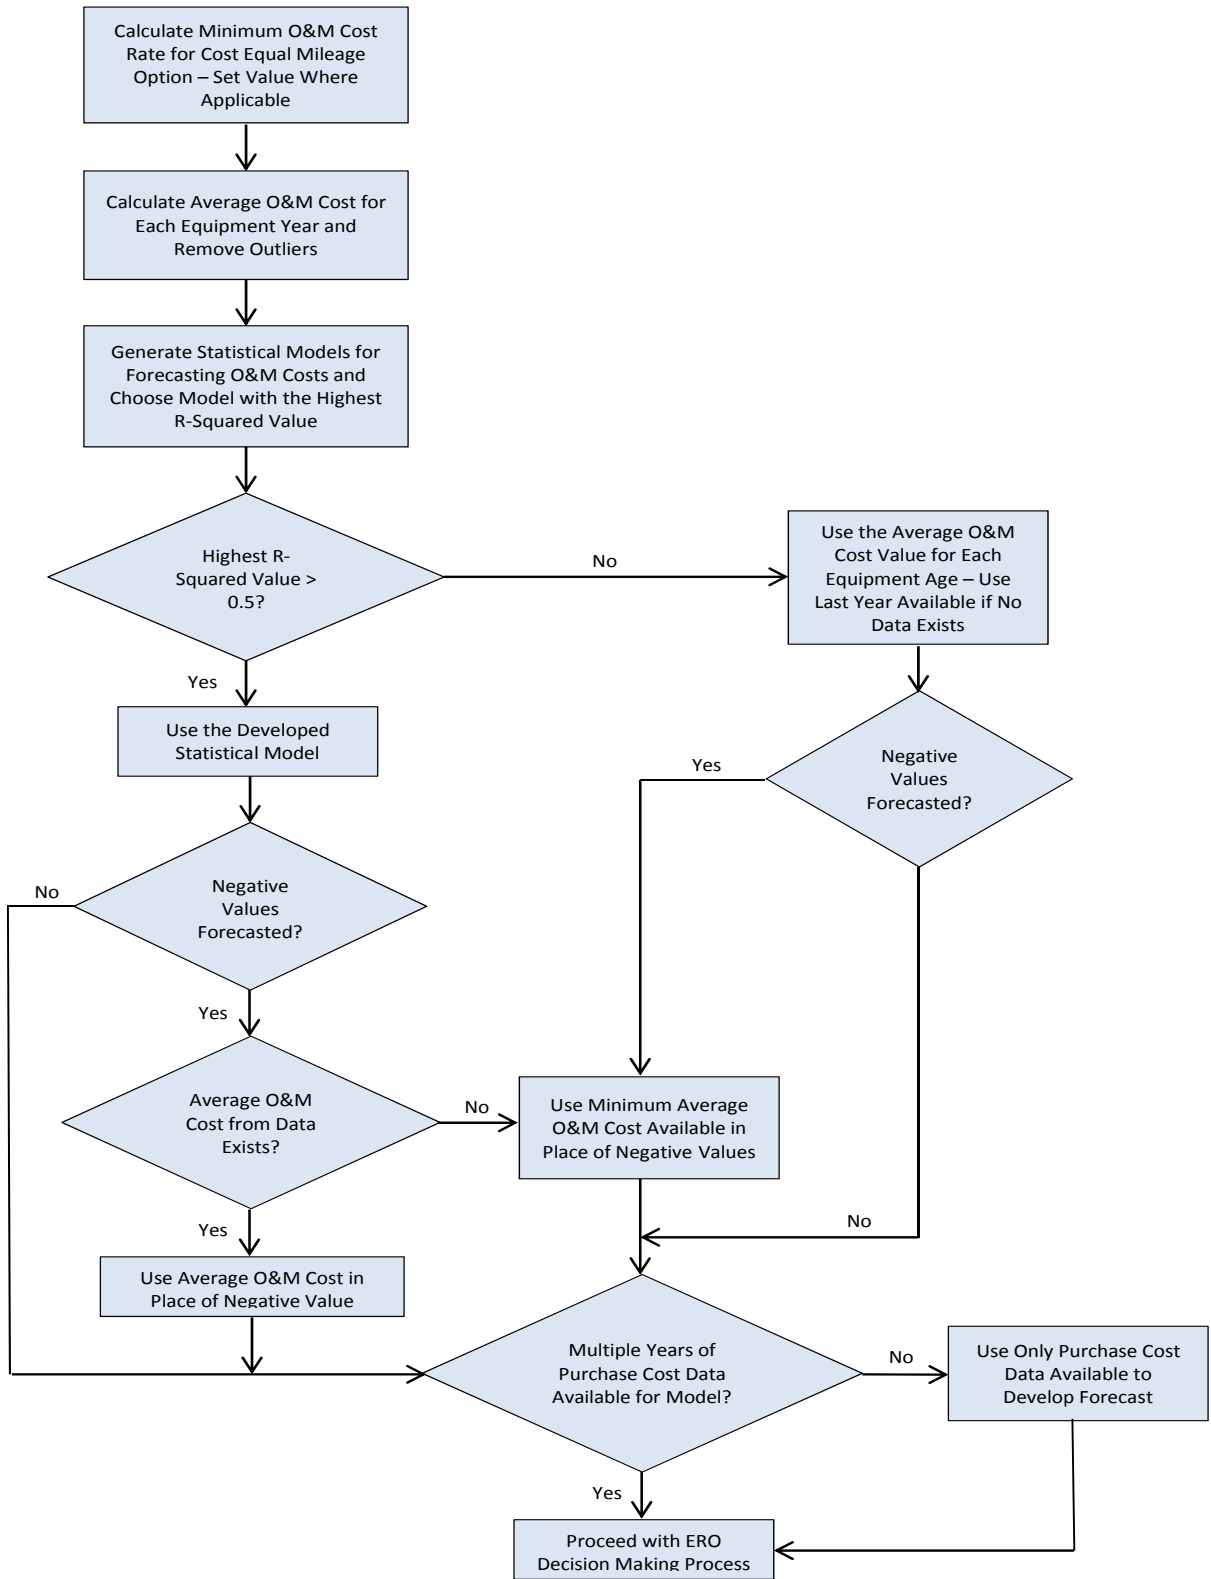 Calculate Minimum O&M Cost
Rate for Cost Equal Mileage
Option – Set Value Where
Applicable
Calculate Average O&M Cost for
Each Equipment Year and
Remove Outliers
Generate Statistical Models for
Forecasting O&M Costs and
Choose Model with the Highest
R-Squared Value
Highest R-
Squared Value >
0.5?
No
Use the Average O&M
Cost Value for Each
Equipment Age – Use
Last Year Available if No
Data Exists
Yes
Use the Developed
Statistical Model
Negative
Values
Forecasted?
Yes
No
Negative
Values
Forecasted?
Yes
Average O&M
Cost from Data
Exists?
No
Use Minimum Average
O&M Cost Available in
Place of Negative Values
No
Yes
Use Average O&M Cost in
Place of Negative Value
Multiple Years of
Purchase Cost Data
Available for Model?
No
Use Only Purchase Cost
Data Available to
Develop Forecast
Yes
Proceed with ERO
Decision Making Process